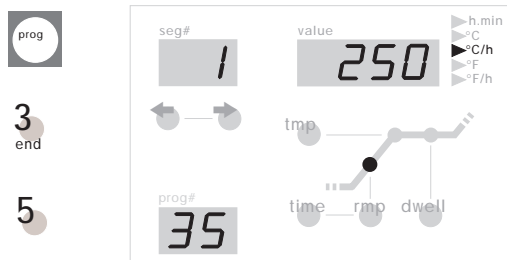 prog
3
end
5
seg#
1
value
250
h.min
°C
°C/h
°F
°F/h
tmp
time rmp dwell
prog#
35